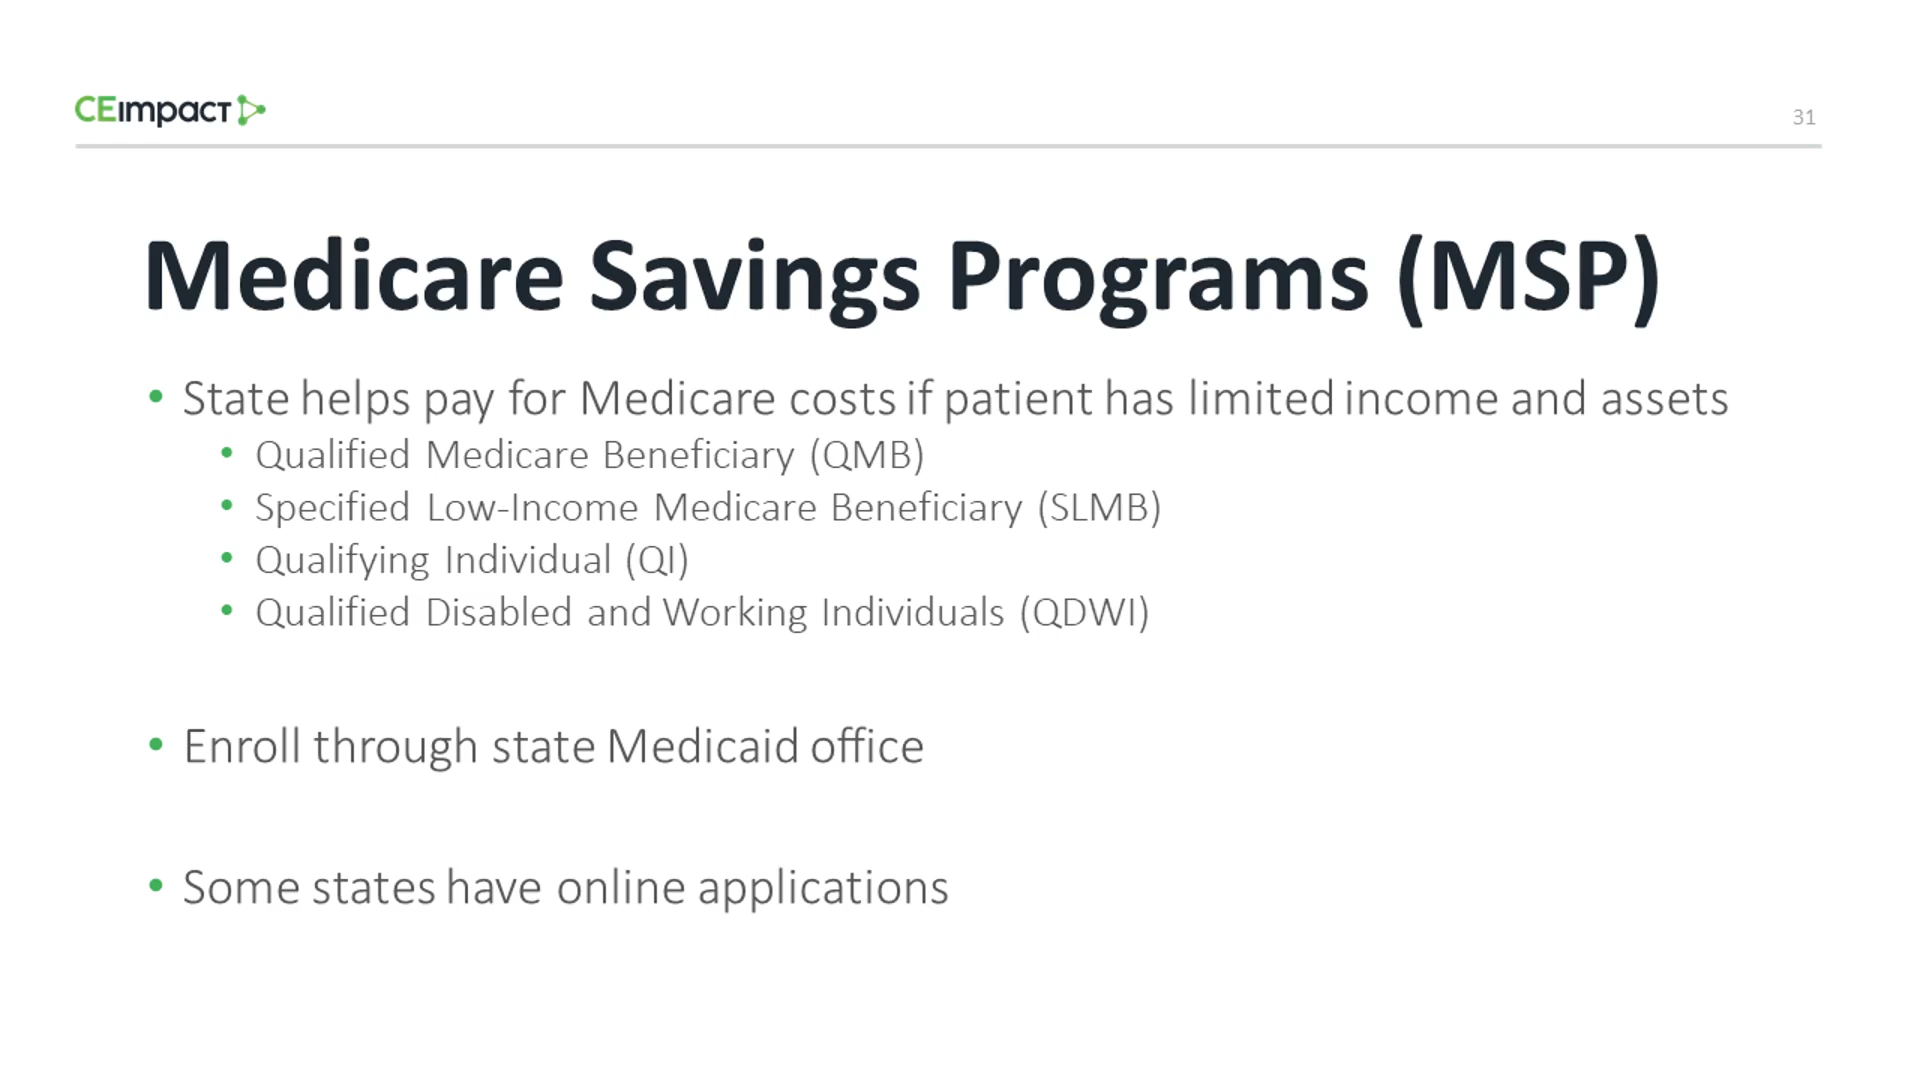 CEimpact
31
Medicare Savings Programs (MSP)
• State helps pay for Medicare costs if patient has limited income and assets
• Qualified Medicare Beneficiary (QMB)
• Specified Low-Income Medicare Beneficiary (SLMB)
• Qualifying Individual (QI)
• Qualified Disabled and Working Individuals (QDWI)
• Enroll through state Medicaid office
• Some states have online applications